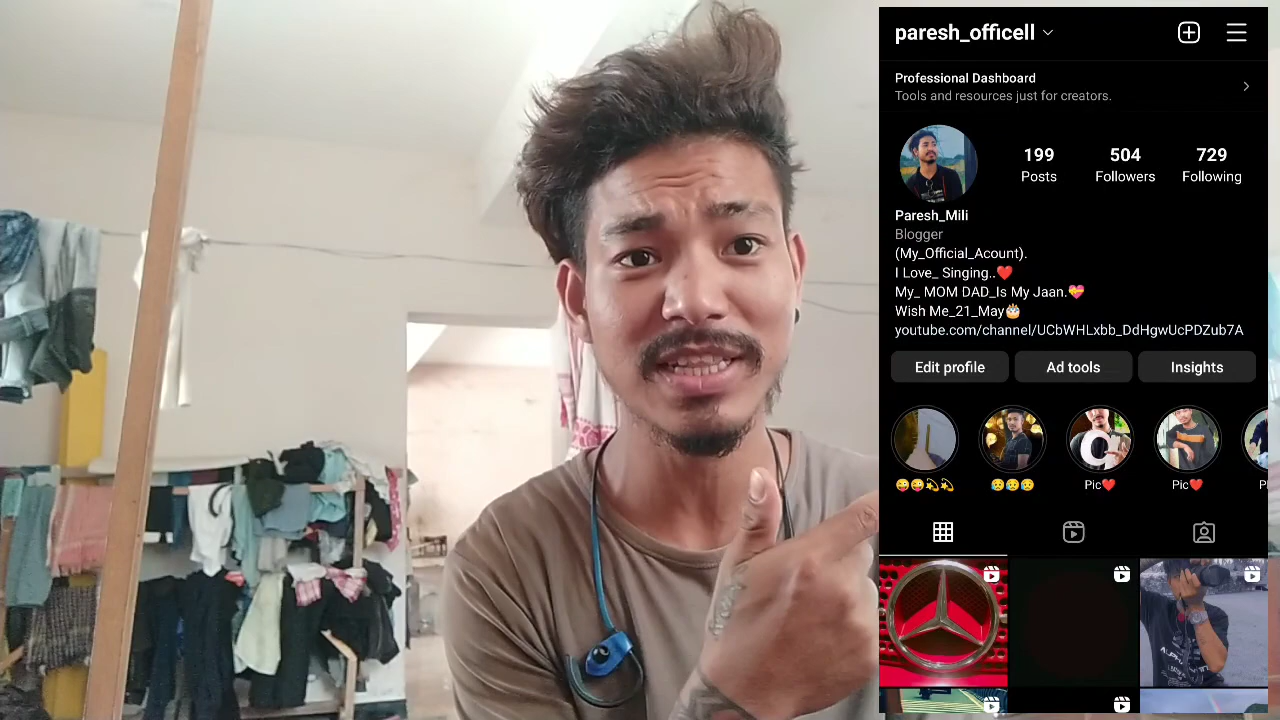 paresh_officell
Professional Dashboard
Tools and resources just for creators.
199 504 729
Posts Followers Following
Paresh_Mili
Blogger
(My_Official_Acount).
I Love_ Singing..❤️
My_ MOM DAD_Is My Jaan.💝
Wish Me_21_May🎂
youtube.com/channel/UCbWHLxbb_DdHgwUcPDZub7A
Edit profile Ad tools Insights
😜😜💫💫 😥😥😥 Pic❤️ Pic❤️